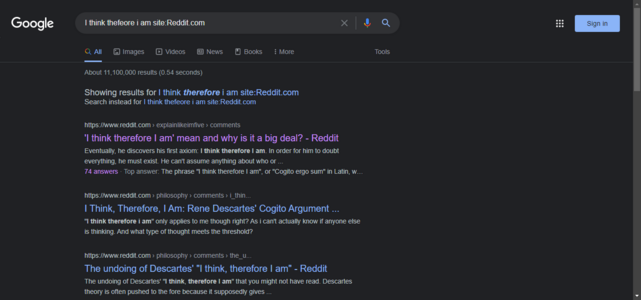 Google
I think thefeore i am site:Reddit.com
Sign in
All Images Videos News Books More Tools
About 11,100,000 results (0.54 seconds)
Showing results for I think therefore i am site:Reddit.com
Search instead for I think thefeore i am site:Reddit.com
https://www.reddit.com › explainlikeimfive › comments
'I think therefore I am' mean and why is it a big deal? - Reddit
Eventually, he discovers his first axiom: I think therefore I am. In order for him to doubt
everything, he must exist. He can't assume anything about who or ...
74 answers · Top answer: The phrase "I think therefore I am", or "Cogito ergo sum" in Latin, w...
https://www.reddit.com › philosophy › comments › i_thin...
I Think, Therefore, I Am: Rene Descartes' Cogito Argument ...
"I think therefore i am" only applies to me though right? As i can't actually know if anyone else
is thinking. And what type of thought meets the threshold?
https://www.reddit.com › philosophy › comments › the_u...
The undoing of Descartes' "I think, therefore I am" - Reddit
The undoing of Descartes' "I think, therefore I am" that you might not have read. Descartes
theory is often pushed to the fore because it supposedly gives ...